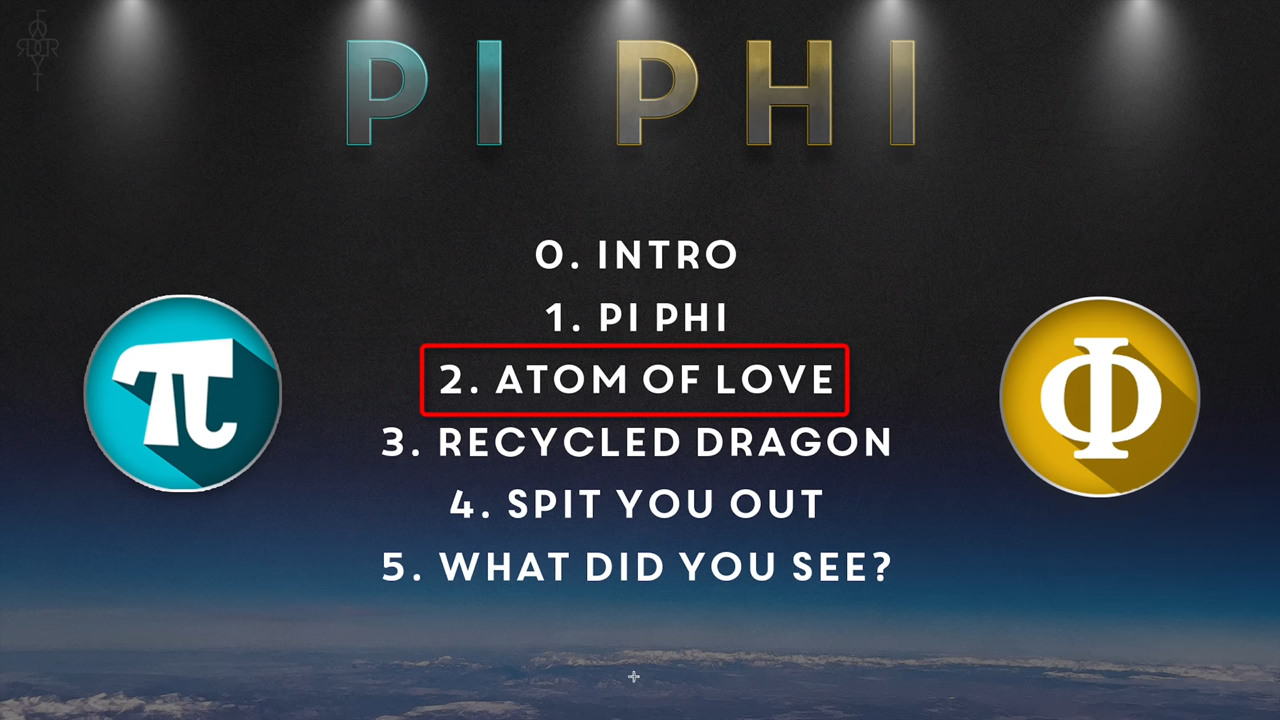 PI PHI
0. INTRO
1. PI PHI
2. ATOM OF LOVE
3. RECYCLED DRAGON
4. SPIT YOU OUT
5. WHAT DID YOU SEE?
π
Φ